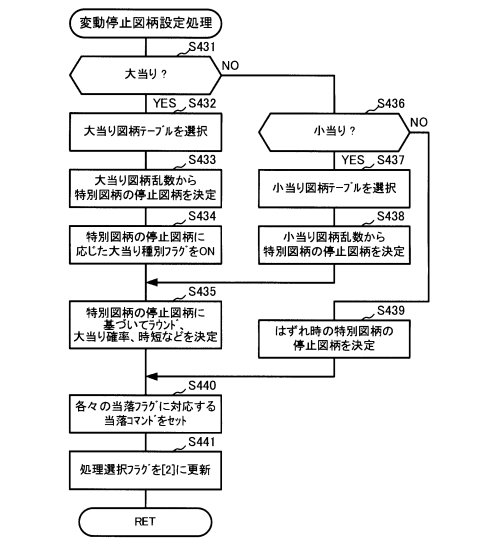 変動停止図柄設定処理
S431
大当り？
NO
YES
S432
大当り図柄テーブルを選択
S433
大当り図柄乱数から
特別図柄の停止図柄を決定
S434
特別図柄の停止図柄に
応じた大当り種別フラグをON
S436
小当り？
NO
YES
S437
小当り図柄テーブルを選択
S438
小当り図柄乱数から
特別図柄の停止図柄を決定
S435
特別図柄の停止図柄に
基づいてラウンド、
大当り確率、時短などを決定
S439
はずれ時の特別図柄の
停止図柄を決定
S440
各々の当落フラグに対応する
当落コマンドをセット
S441
処理選択フラグを[2]に更新
RET